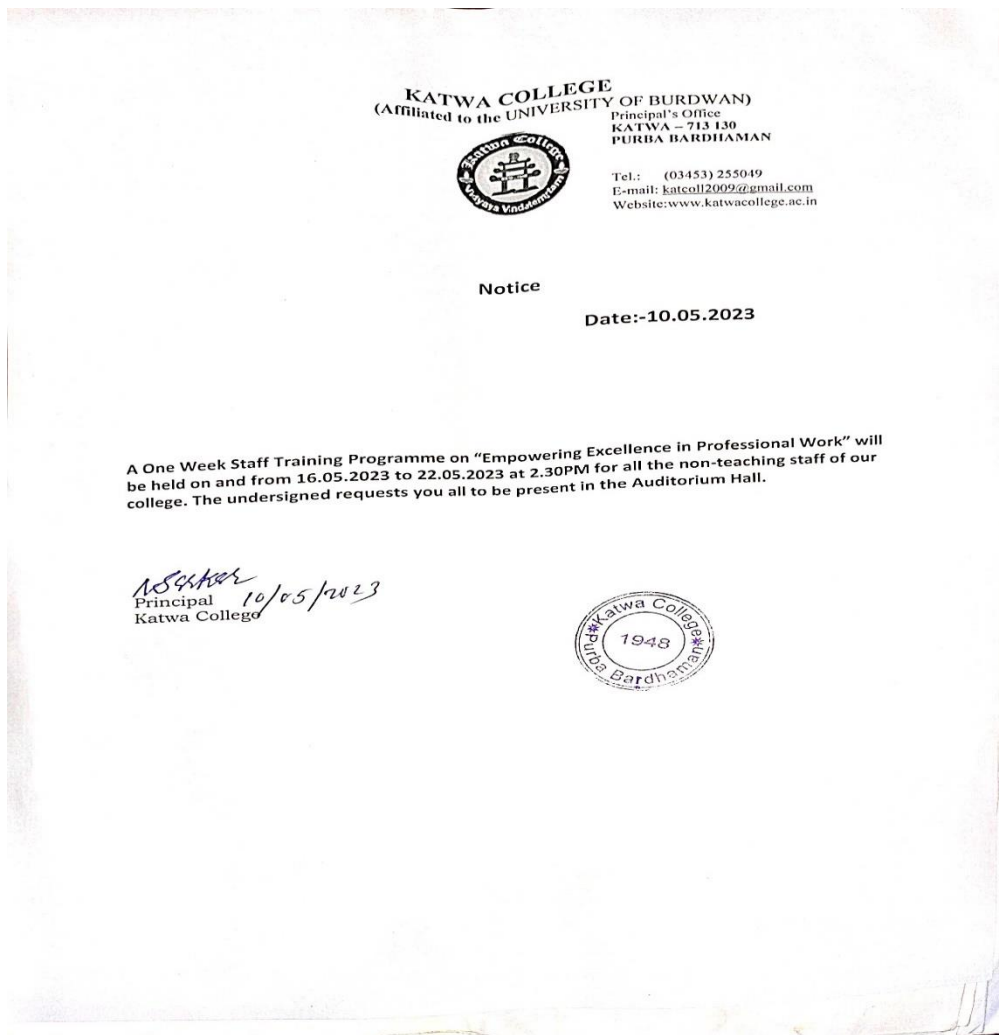 KATWA COLLEGE
(Affiliated to the UNIVERSITY OF BURDWAN)
Principal's Office
KATWA – 713 130
PURBA BARDHAMAN
Katwa College
Vidyaya Vindatemrtam
Tel.: (03453) 255049
E-mail: katcoll2009@gmail.com
Website:www.katwacollege.ac.in
Notice
Date:-10.05.2023
A One Week Staff Training Programme on “Empowering Excellence in Professional Work” will
be held on and from 16.05.2023 to 22.05.2023 at 2.30PM for all the non-teaching staff of our
college. The undersigned requests you all to be present in the Auditorium Hall.
10/05/2023
Principal
Katwa College
*Katwa College*
1948
Purba Bardhaman